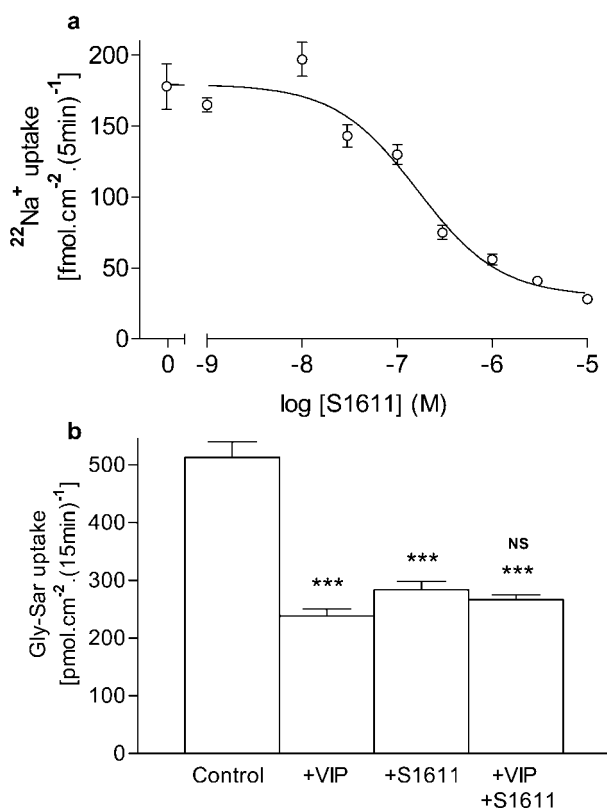 a
200
150
100
50
0
²²Na⁺ uptake
[fmol.cm⁻².(5min)⁻¹]
0 -9 -8 -7 -6 -5
log [S1611] (M)
b
500
400
300
200
100
0
Gly-Sar uptake
[pmol.cm⁻².(15min)⁻¹]
***
***
NS
***
Control +VIP +S1611 +VIP
+S1611